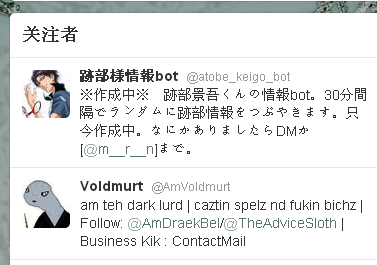 关注者
跡部様情報bot @atobe_keigo_bot
※作成中※　跡部景吾くんの情報bot。30分間
隔でランダムに跡部情報をつぶやきます。只
今作成中。なにかありましたらDMか
[@m__r__n]まで。
Voldmurt @AmVoldmurt
am teh dark lurd | caztin spelz nd fukin bichz |
Follow: @AmDraekBel/@TheAdviceSloth |
Business Kik : ContactMail